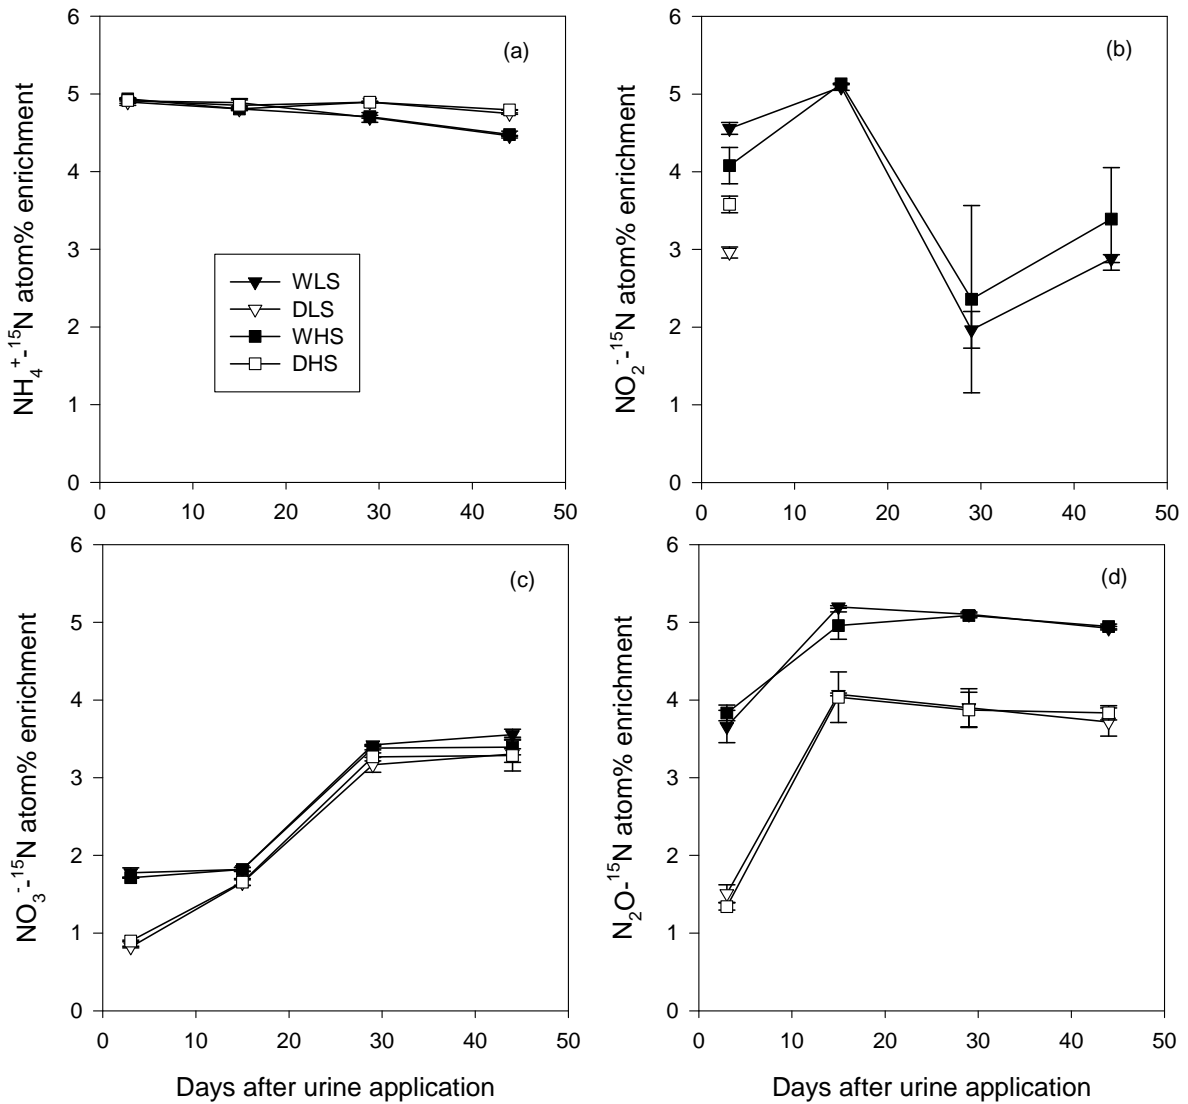 (a)
NH₄⁺-¹⁵N atom% enrichment
6
5
4
3
2
1
0
WLS
DLS
WHS
DHS
0 10 20 30 40 50
(b)
NO₂⁻-¹⁵N atom% enrichment
6
5
4
3
2
1
0
0 10 20 30 40 50
(c)
NO₃⁻-¹⁵N atom% enrichment
6
5
4
3
2
1
0
0 10 20 30 40 50
Days after urine application
(d)
N₂O-¹⁵N atom% enrichment
6
5
4
3
2
1
0
0 10 20 30 40 50
Days after urine application